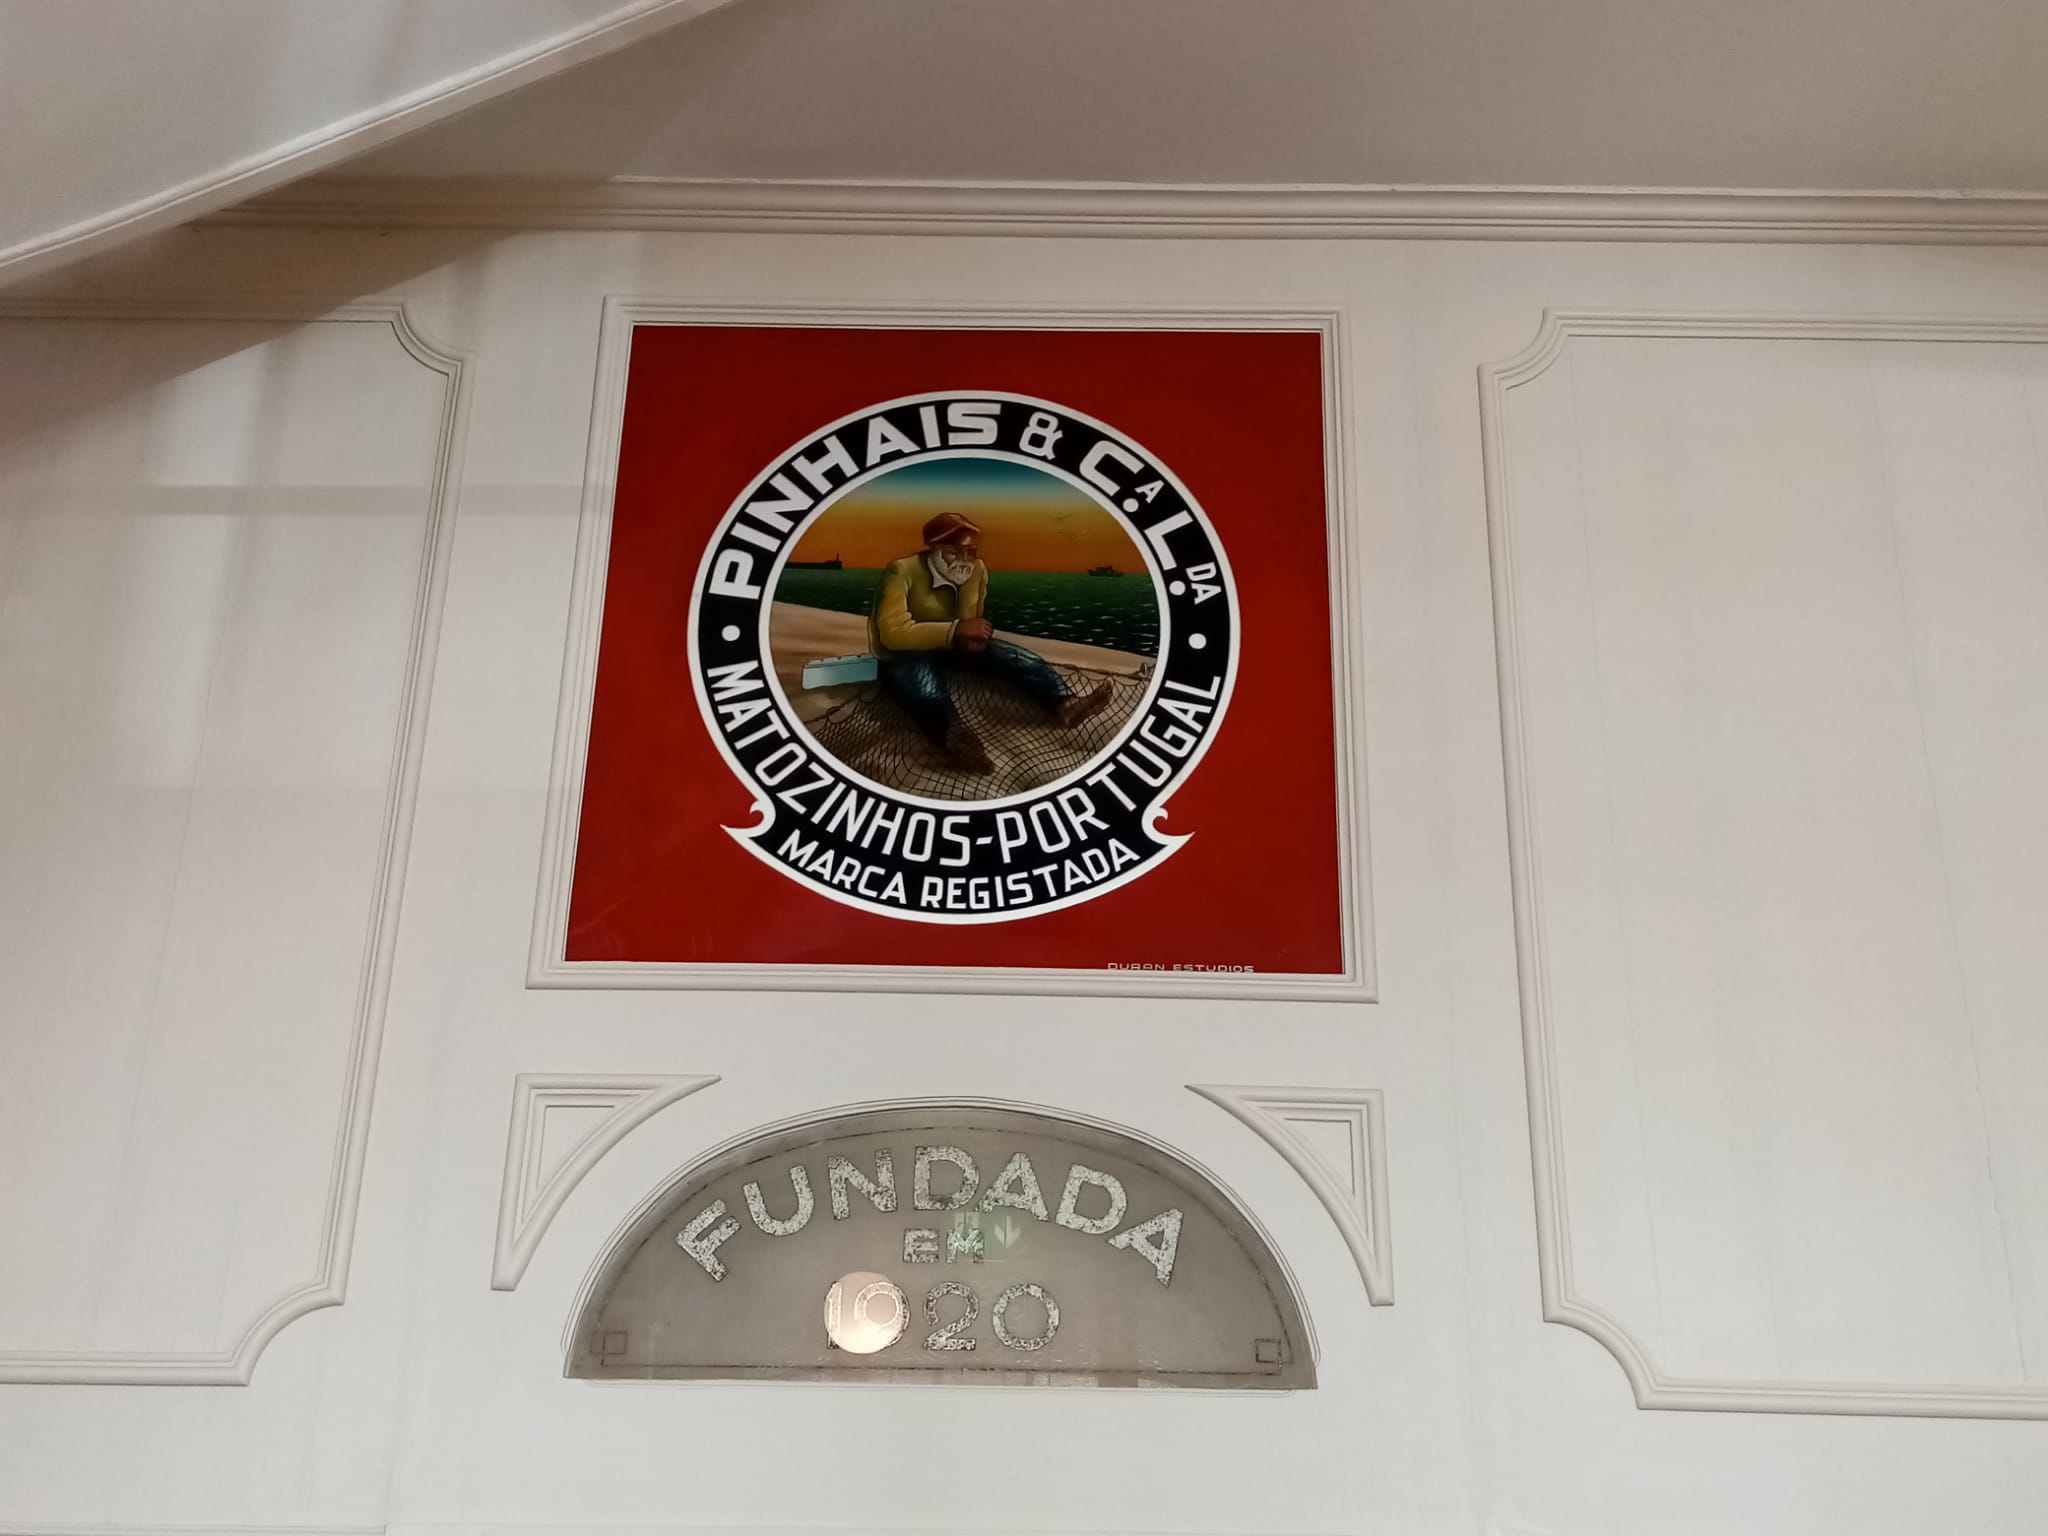 PINHAIS & C.ᴬ L.ᴰᴬ
MATOZINHOS-PORTUGAL
MARCA REGISTADA
DURAN ESTUDIOS
FUNDADA
EM
1920